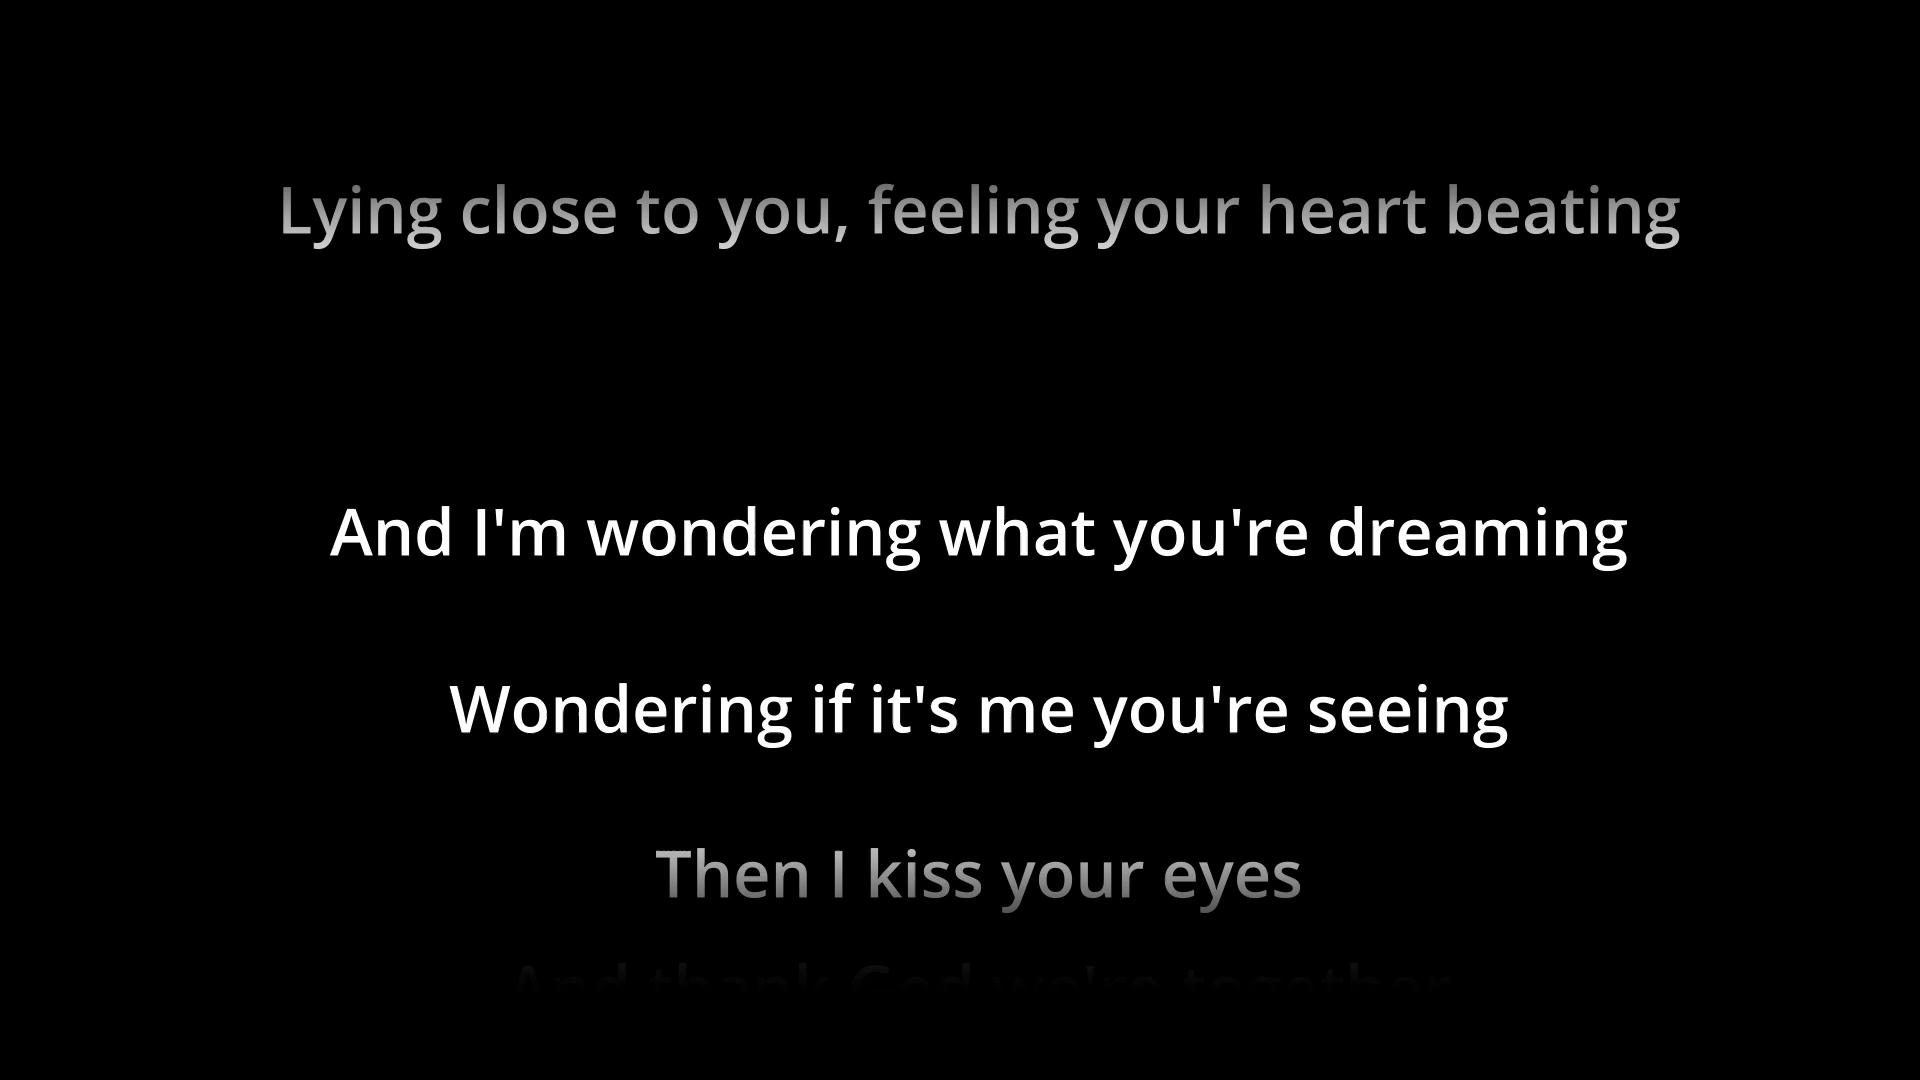 Lying close to you, feeling your heart beating
And I'm wondering what you're dreaming
Wondering if it's me you're seeing
Then I kiss your eyes
And thank God we're together